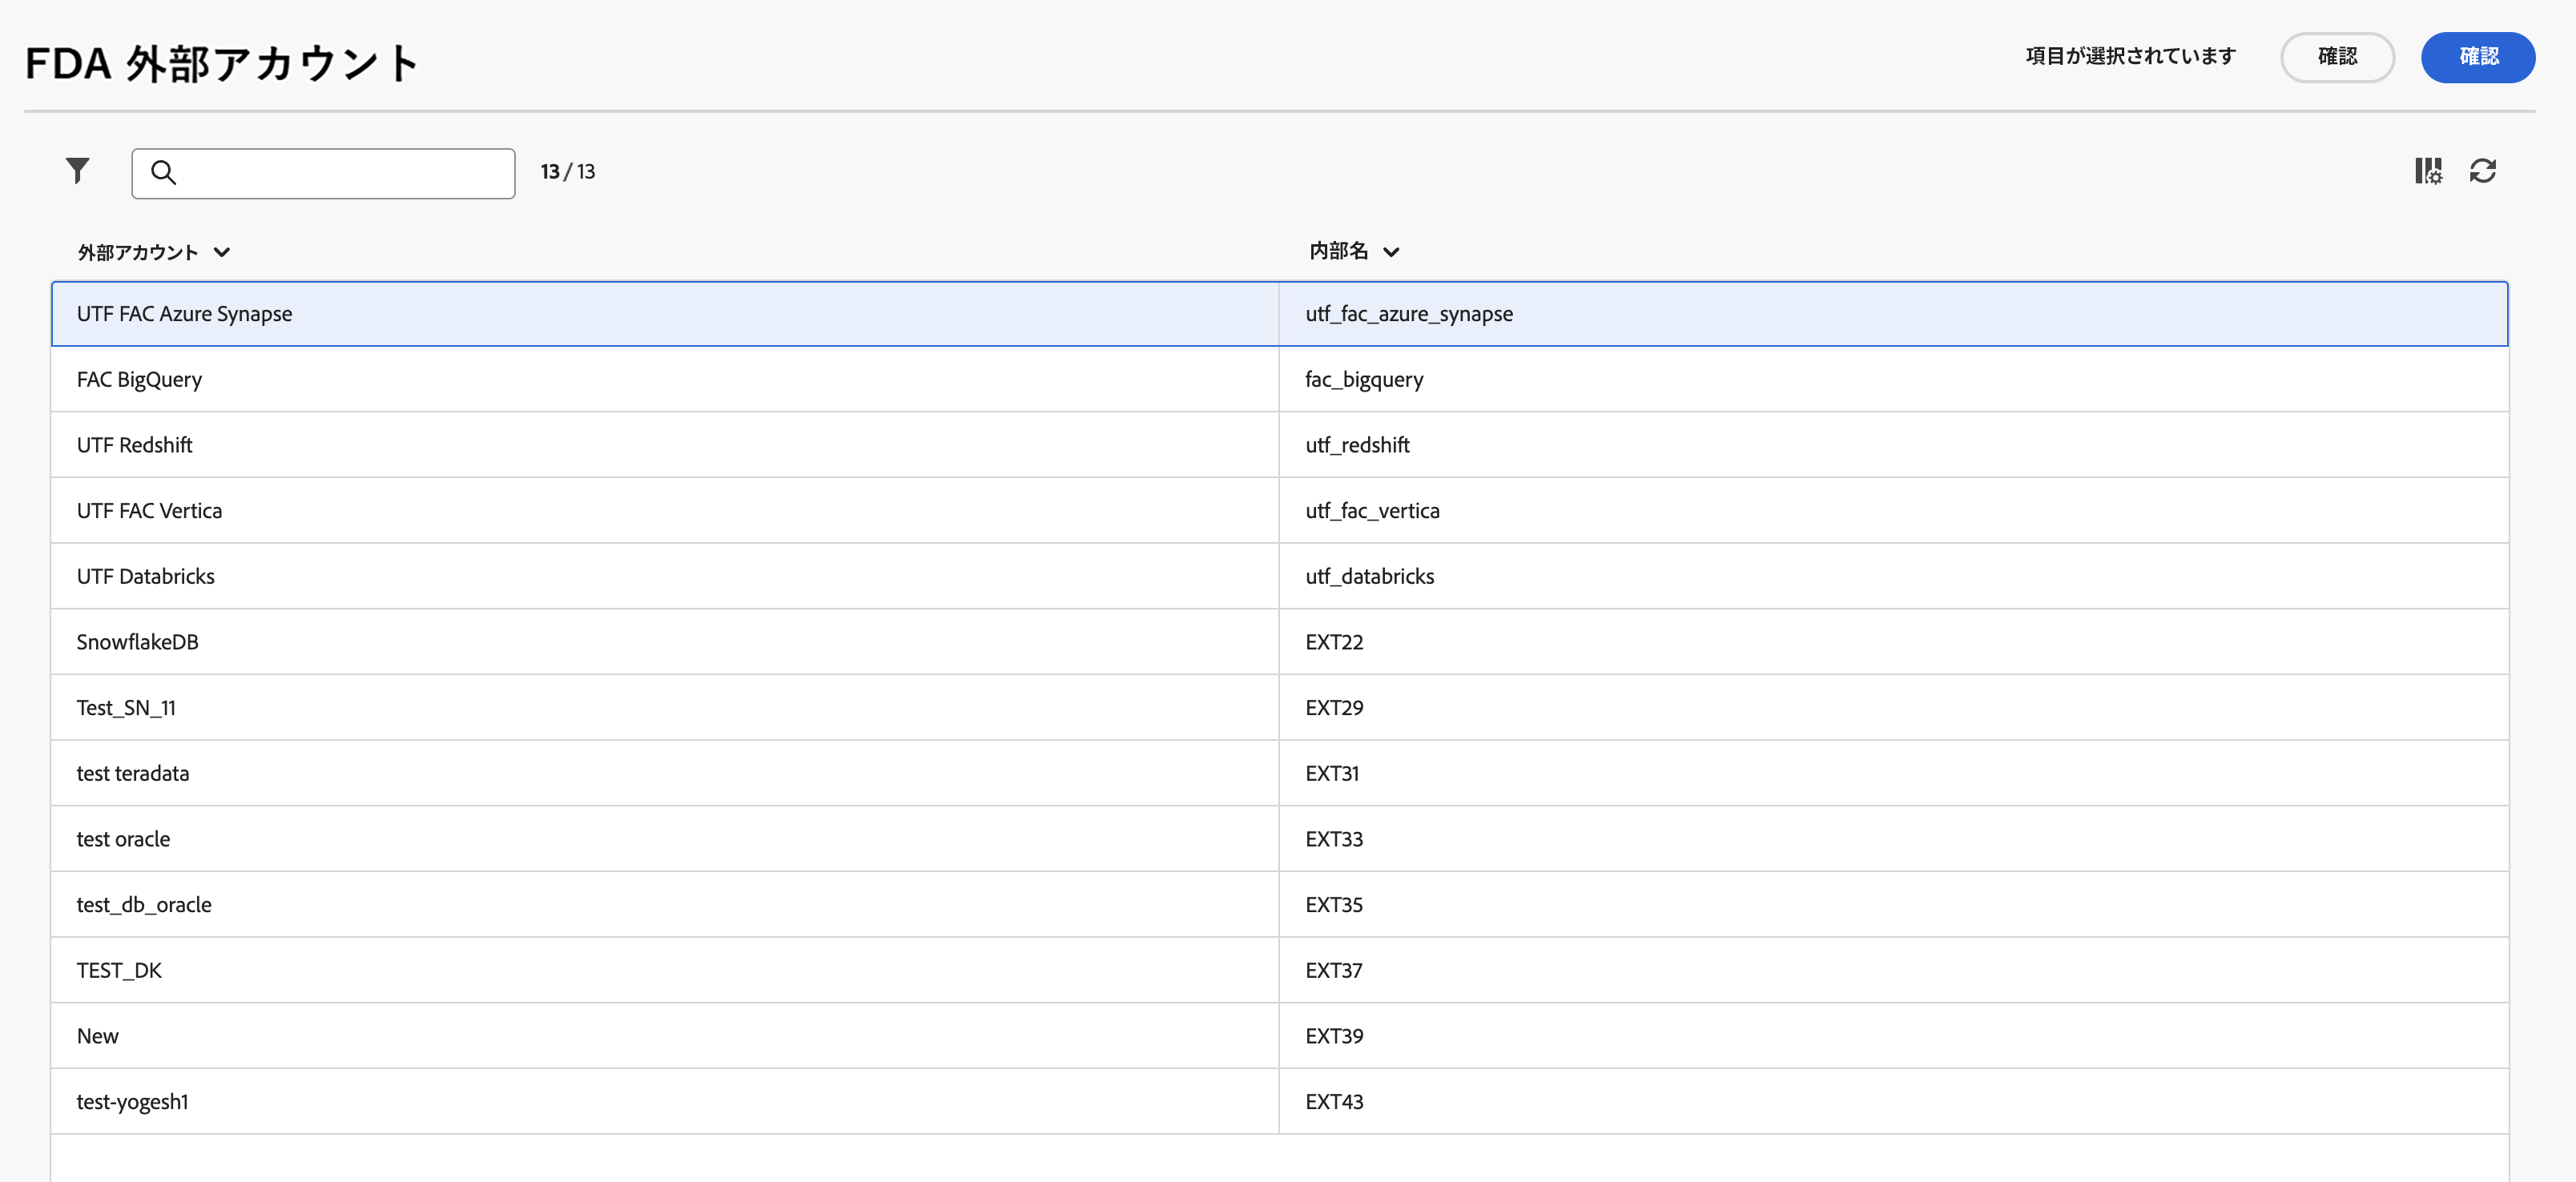 FDA 外部アカウント
項目が選択されています 確認 確認
13 / 13
外部アカウント 内部名
UTF FAC Azure Synapse utf_fac_azure_synapse
FAC BigQuery fac_bigquery
UTF Redshift utf_redshift
UTF FAC Vertica utf_fac_vertica
UTF Databricks utf_databricks
SnowflakeDB EXT22
Test_SN_11 EXT29
test teradata EXT31
test oracle EXT33
test_db_oracle EXT35
TEST_DK EXT37
New EXT39
test-yogesh1 EXT43